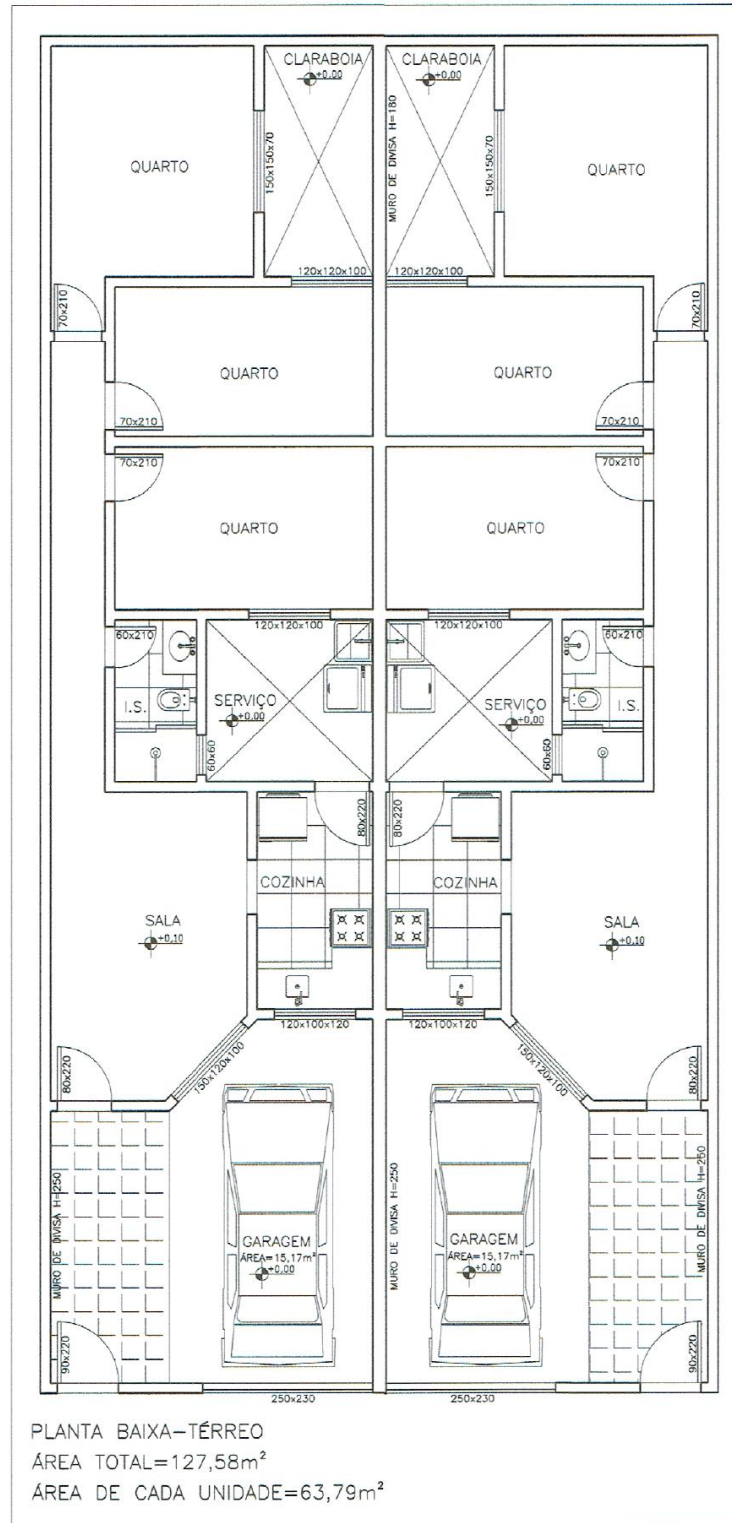 CLARABOIA
+0,00
CLARABOIA
+0,00
MURO DE DIVISA H=180
150x150x70
150x150x70
QUARTO
QUARTO
120x120x100
120x120x100
70x210
70x210
QUARTO
QUARTO
70x210
70x210
70x210
70x210
QUARTO
QUARTO
120x120x100
120x120x100
60x210
60x210
I.S.
SERVIÇO
+0,00
SERVIÇO
+0,00
I.S.
60x60
60x60
80x220
80x220
COZINHA
COZINHA
SALA
+0,10
SALA
+0,10
120x100x120
120x100x120
150x120x100
150x120x100
80x220
80x220
MURO DE DIVISA H=250
MURO DE DIVISA H=250
MURO DE DIVISA H=250
GARAGEM
ÁREA=15,17m²
+0,00
GARAGEM
ÁREA=15,17m²
+0,00
90x220
90x220
250x230
250x230
PLANTA BAIXA-TÉRREO
ÁREA TOTAL=127,58m²
ÁREA DE CADA UNIDADE=63,79m²